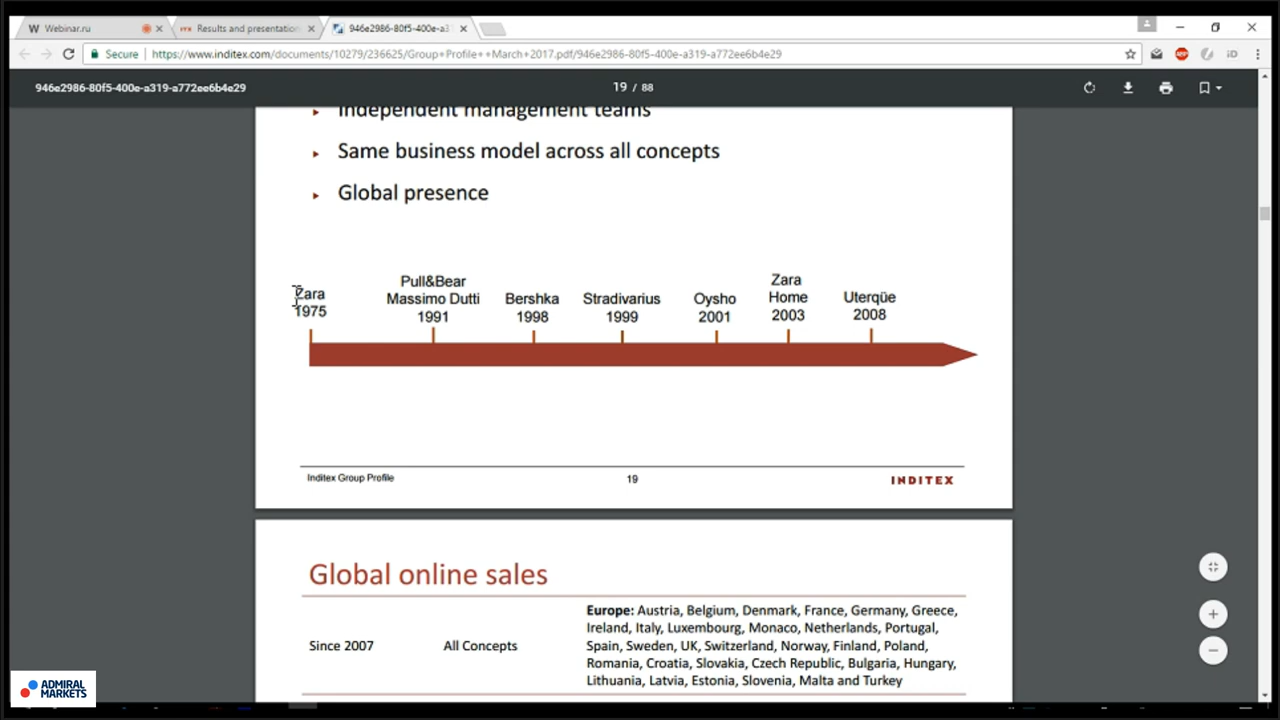 Webinar.ru
ITX Results and presentation
946e2986-80f5-400e-a3
Secure
https://www.inditex.com/documents/10279/236625/Group+Profile++March+2017.pdf/946e2986-80f5-400e-a319-a772ee6b4e29
946e2986-80f5-400e-a319-a772ee6b4e29
19 / 88
Independent management teams
Same business model across all concepts
Global presence
Zara
1975
Pull&Bear
Massimo Dutti
1991
Bershka
1998
Stradivarius
1999
Oysho
2001
Zara
Home
2003
Uterqüe
2008
Inditex Group Profile
19
INDITEX
Global online sales
Since 2007
All Concepts
Europe: Austria, Belgium, Denmark, France, Germany, Greece,
Ireland, Italy, Luxembourg, Monaco, Netherlands, Portugal,
Spain, Sweden, UK, Switzerland, Norway, Finland, Poland,
Romania, Croatia, Slovakia, Czech Republic, Bulgaria, Hungary,
Lithuania, Latvia, Estonia, Slovenia, Malta and Turkey
ADMIRAL
MARKETS